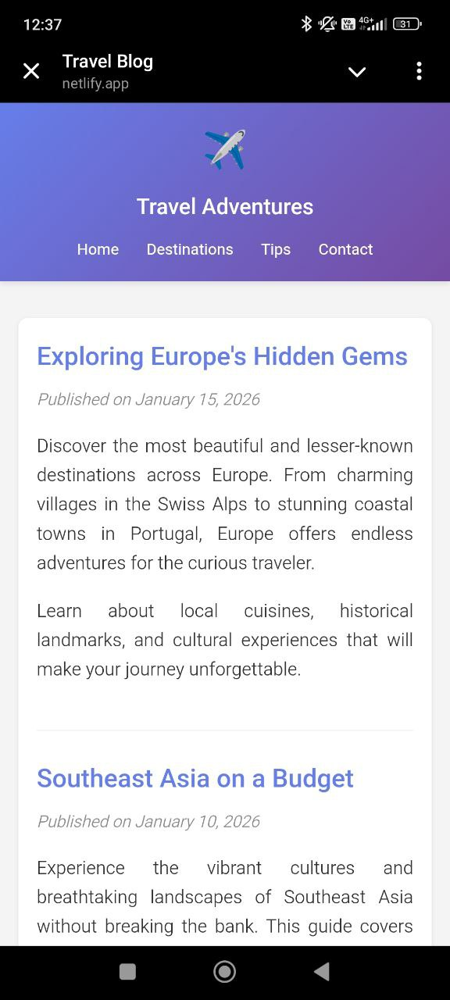 12:37
Vo LTE 4G+ 31
Travel Blog
netlify.app
Travel Adventures
Home Destinations Tips Contact
Exploring Europe's Hidden Gems
Published on January 15, 2026
Discover the most beautiful and lesser-known
destinations across Europe. From charming
villages in the Swiss Alps to stunning coastal
towns in Portugal, Europe offers endless
adventures for the curious traveler.
Learn about local cuisines, historical
landmarks, and cultural experiences that will
make your journey unforgettable.
Southeast Asia on a Budget
Published on January 10, 2026
Experience the vibrant cultures and
breathtaking landscapes of Southeast Asia
without breaking the bank. This guide covers